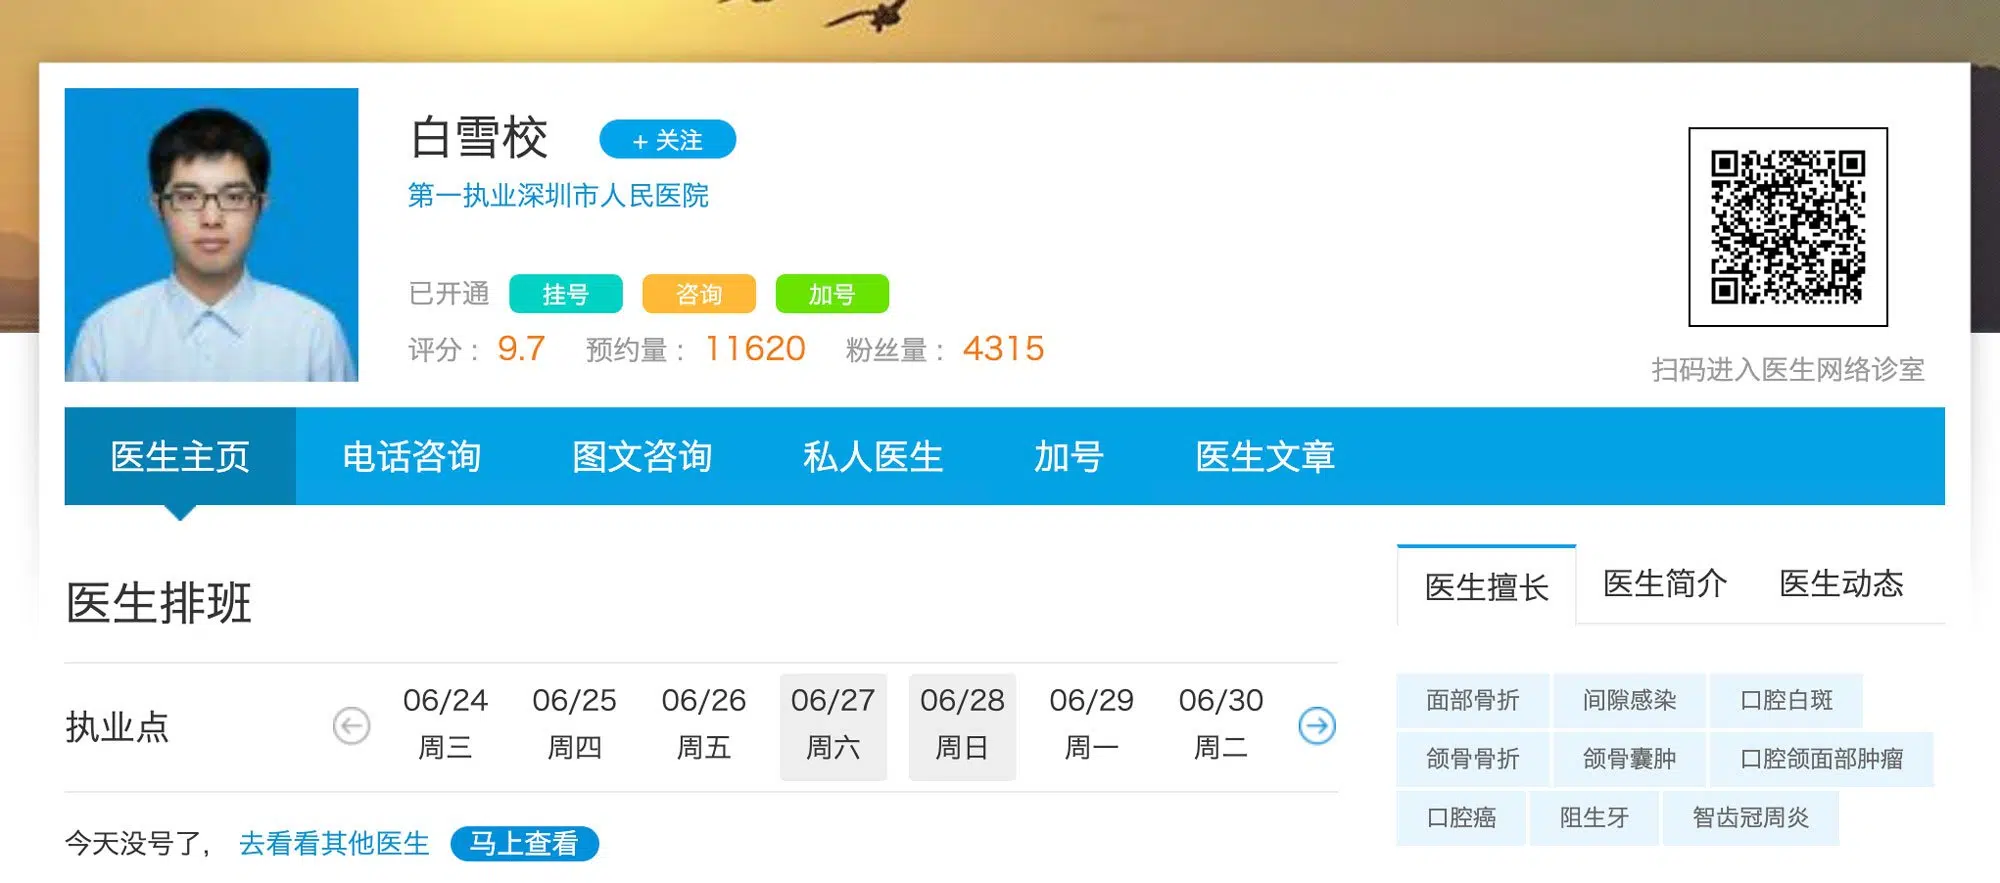 白雪校
+ 关注
第一执业深圳市人民医院
已开通 挂号 咨询 加号
评分： 9.7 预约量： 11620 粉丝量： 4315
扫码进入医生网络诊室
医生主页 电话咨询 图文咨询 私人医生 加号 医生文章
医生排班
执业点
06/24 06/25 06/26 06/27 06/28 06/29 06/30
周三 周四 周五 周六 周日 周一 周二
今天没号了， 去看看其他医生 马上查看
医生擅长 医生简介 医生动态
面部骨折 间隙感染 口腔白斑
颌骨骨折 颌骨囊肿 口腔颌面部肿瘤
口腔癌 阻生牙 智齿冠周炎